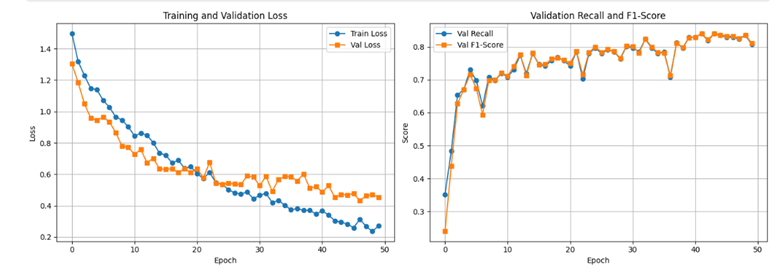 Training and Validation Loss
Train Loss
Val Loss
Loss
1.4
1.2
1.0
0.8
0.6
0.4
0.2
0
10
20
30
40
50
Epoch
Validation Recall and F1-Score
Val Recall
Val F1-Score
Score
0.8
0.7
0.6
0.5
0.4
0.3
0
10
20
30
40
50
Epoch